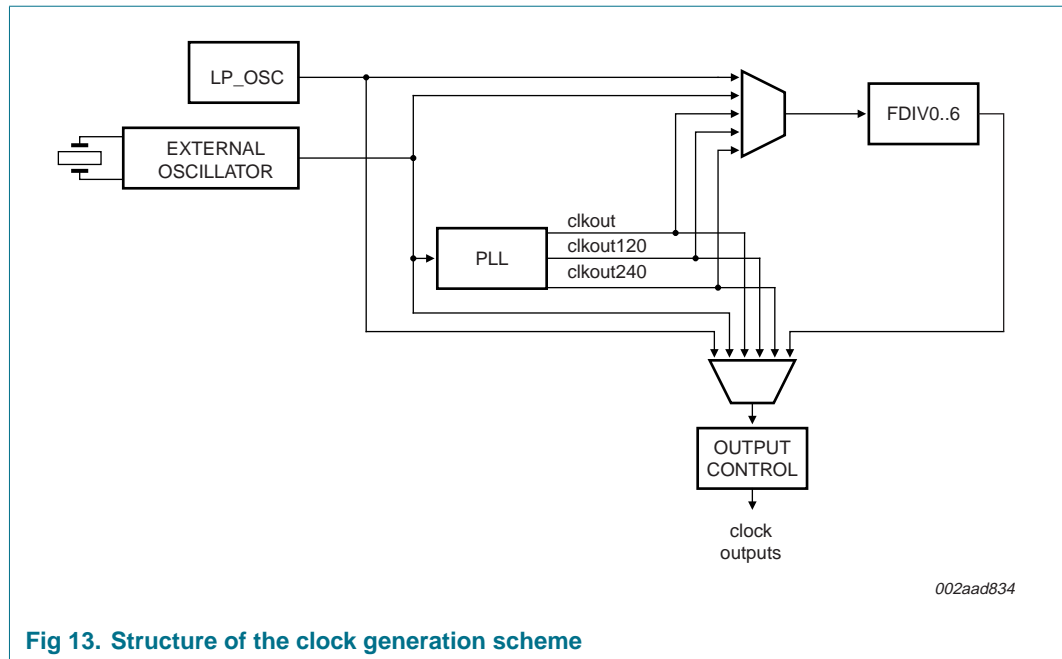 LP_OSC
EXTERNAL
OSCILLATOR
FDIV0..6
PLL
clkout
clkout120
clkout240
OUTPUT
CONTROL
clock
outputs
002aad834
Fig 13. Structure of the clock generation scheme